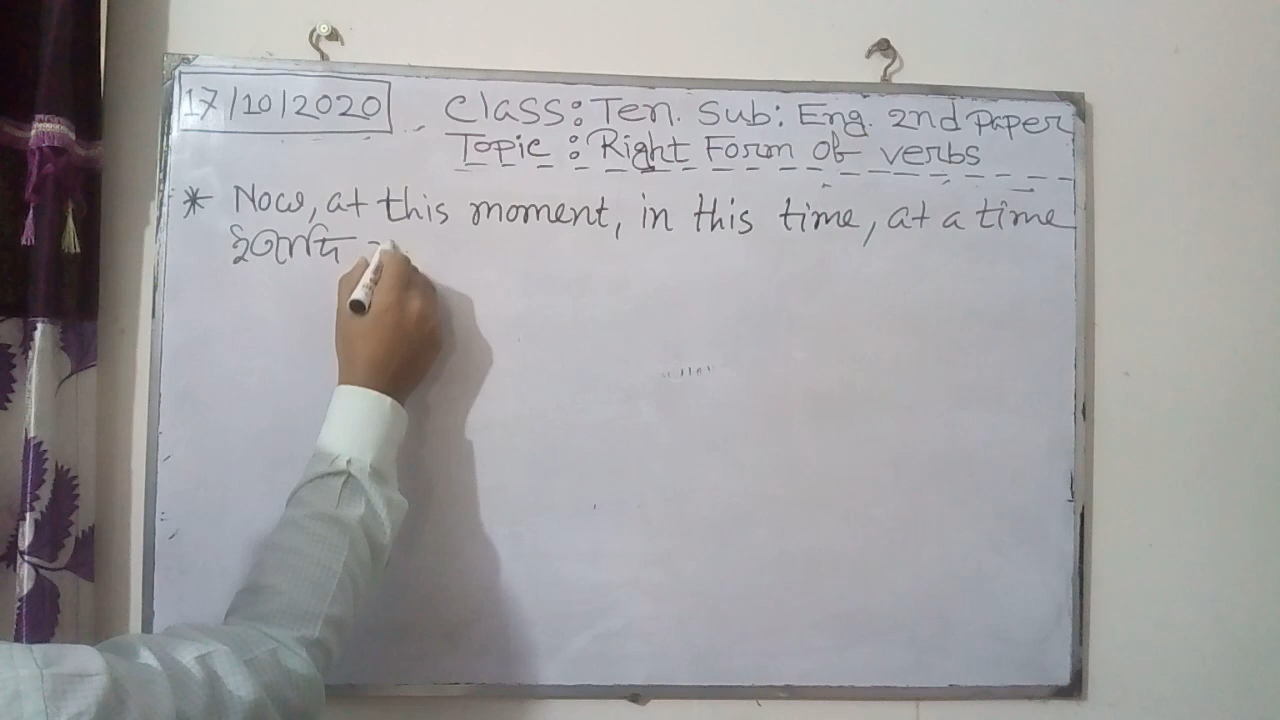 17/10/2020
Class: Ten. Sub: Eng. 2nd Paper
Topic: Right Form Of verbs
* Now, at this moment, in this time, at a time
ইত্যাদি